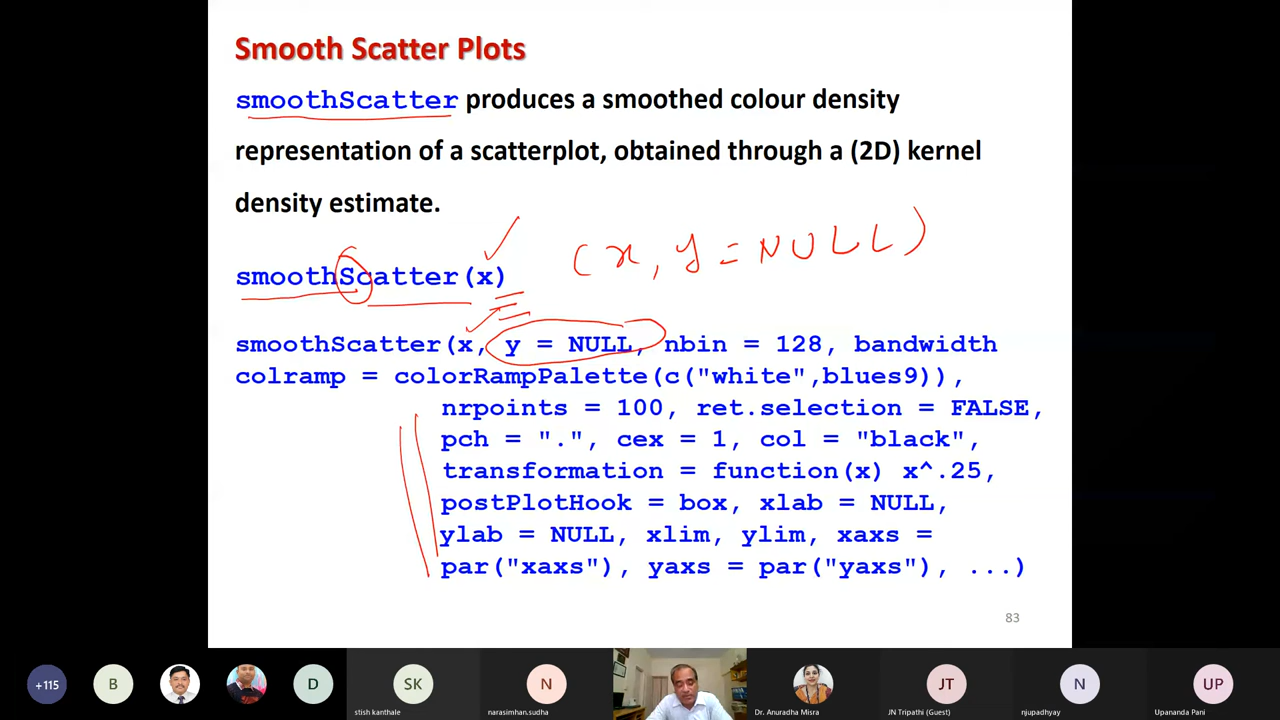 Smooth Scatter Plots
smoothScatter produces a smoothed colour density
representation of a scatterplot, obtained through a (2D) kernel
density estimate.
(x, y = NULL)
smoothScatter(x)
smoothScatter(x, y = NULL, nbin = 128, bandwidth
colramp = colorRampPalette(c("white",blues9)),
nrpoints = 100, ret.selection = FALSE,
pch = ".", cex = 1, col = "black",
transformation = function(x) x^.25,
postPlotHook = box, xlab = NULL,
ylab = NULL, xlim, ylim, xaxs =
par("xaxs"), yaxs = par("yaxs"), ...)
83
+115 B D SK N JT N UP
stish kanthale narasimhan.sudha Dr. Anuradha Misra JN Tripathi (Guest) njupadhyay Upananda Pani